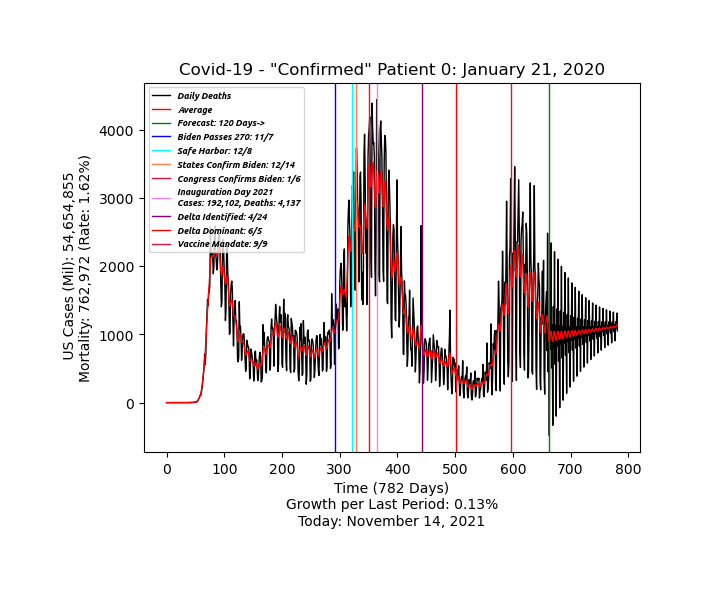 Covid-19 - "Confirmed" Patient 0: January 21, 2020
Daily Deaths
Average
Forecast: 120 Days->
Biden Passes 270: 11/7
Safe Harbor: 12/8
States Confirm Biden: 12/14
Congress Confirms Biden: 1/6
Inauguration Day 2021
Cases: 192,102, Deaths: 4,137
Delta Identified: 4/24
Delta Dominant: 6/5
Vaccine Mandate: 9/9
US Cases (Mil): 54,654,855
Mortality: 762,972 (Rate: 1.62%)
4000
3000
2000
1000
0
0 100 200 300 400 500 600 700 800
Time (782 Days)
Growth per Last Period: 0.13%
Today: November 14, 2021